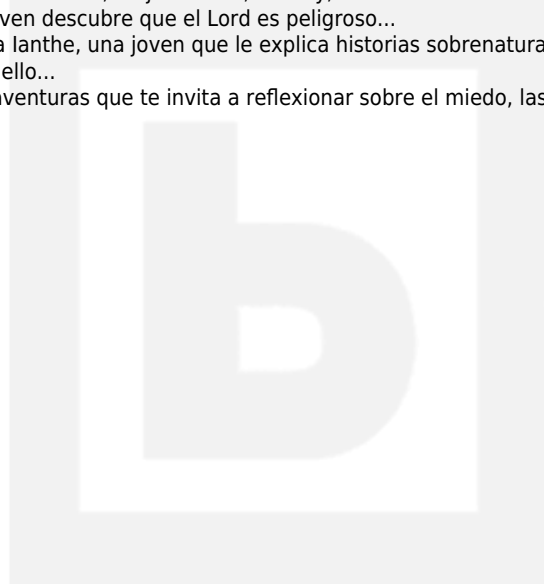 ven descubre que el Lord es peligroso...
a Ianthe, una joven que le explica historias sobrenatura
ello...
venturas que te invita a reflexionar sobre el miedo, las